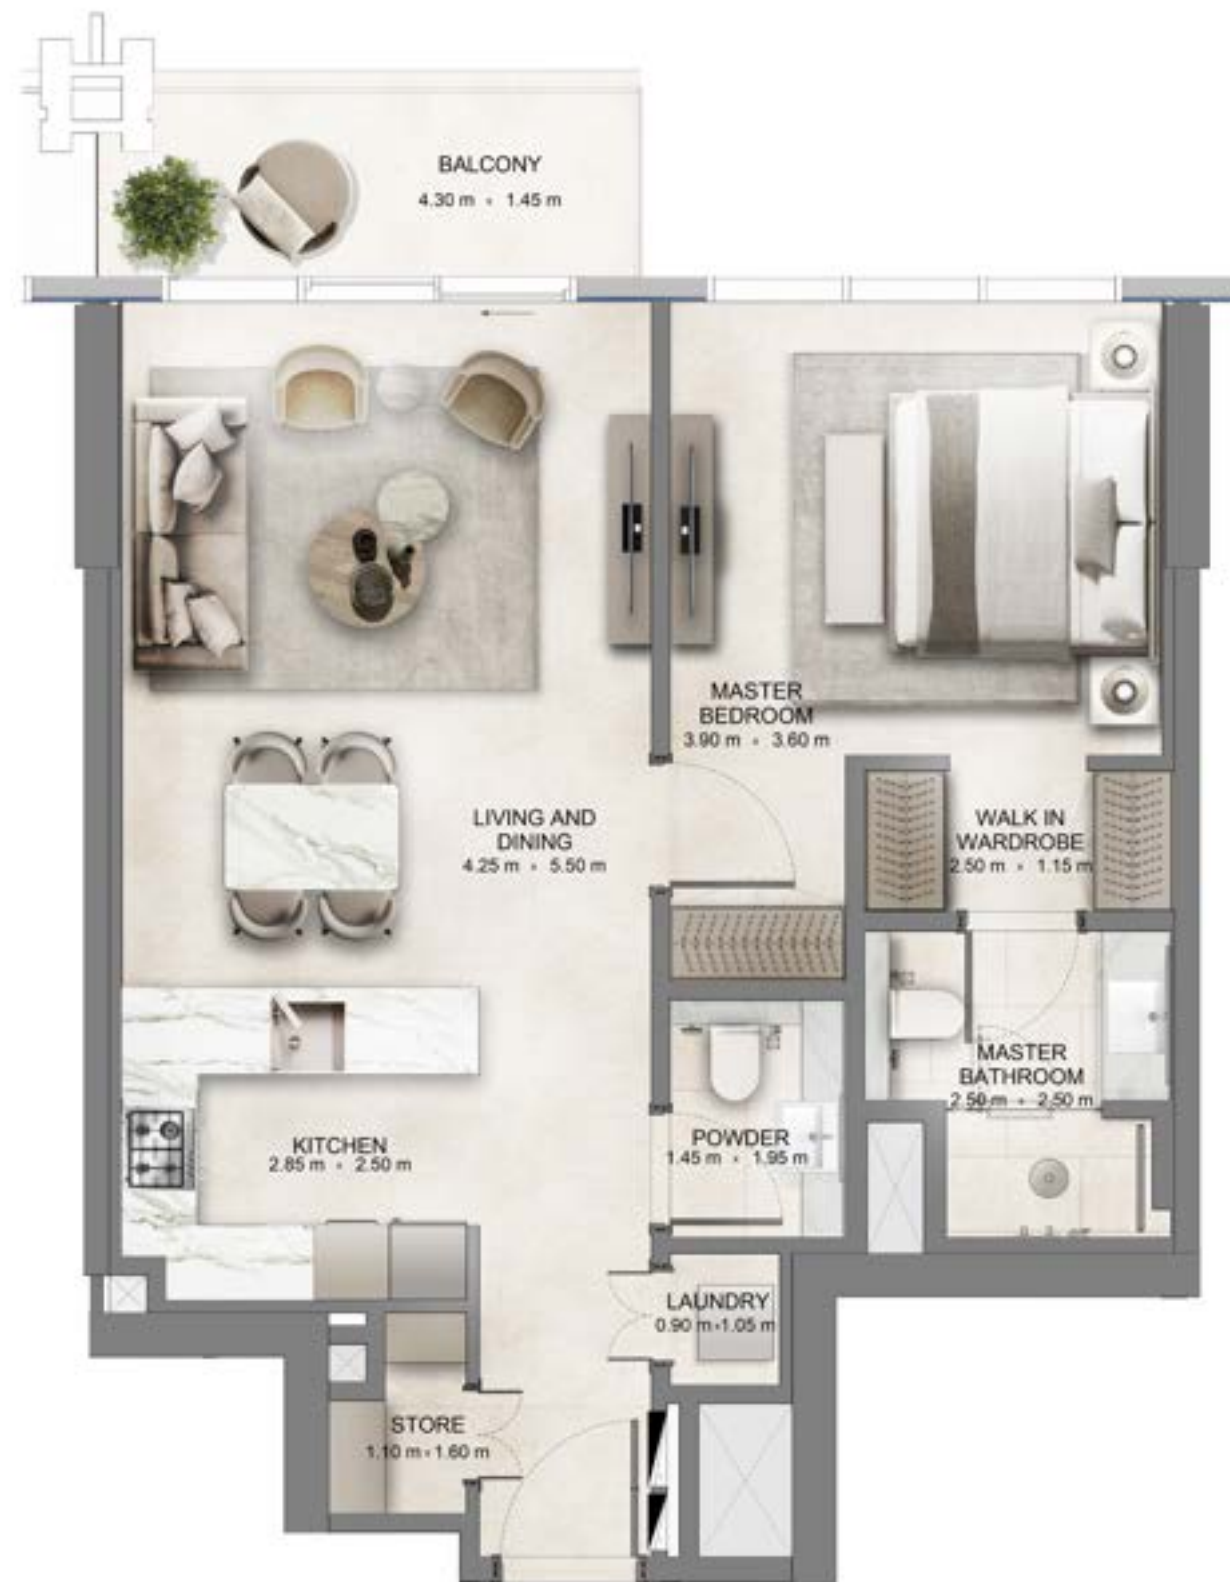 BALCONY
4.30 m × 1.45 m
MASTER
BEDROOM
3.90 m × 3.60 m
LIVING AND
DINING
4.25 m × 5.50 m
WALK IN
WARDROBE
2.50 m × 1.15 m
MASTER
BATHROOM
2.50 m × 2.50 m
KITCHEN
2.85 m × 2.50 m
POWDER
1.45 m × 1.95 m
LAUNDRY
0.90 m × 1.05 m
STORE
1.10 m × 1.60 m